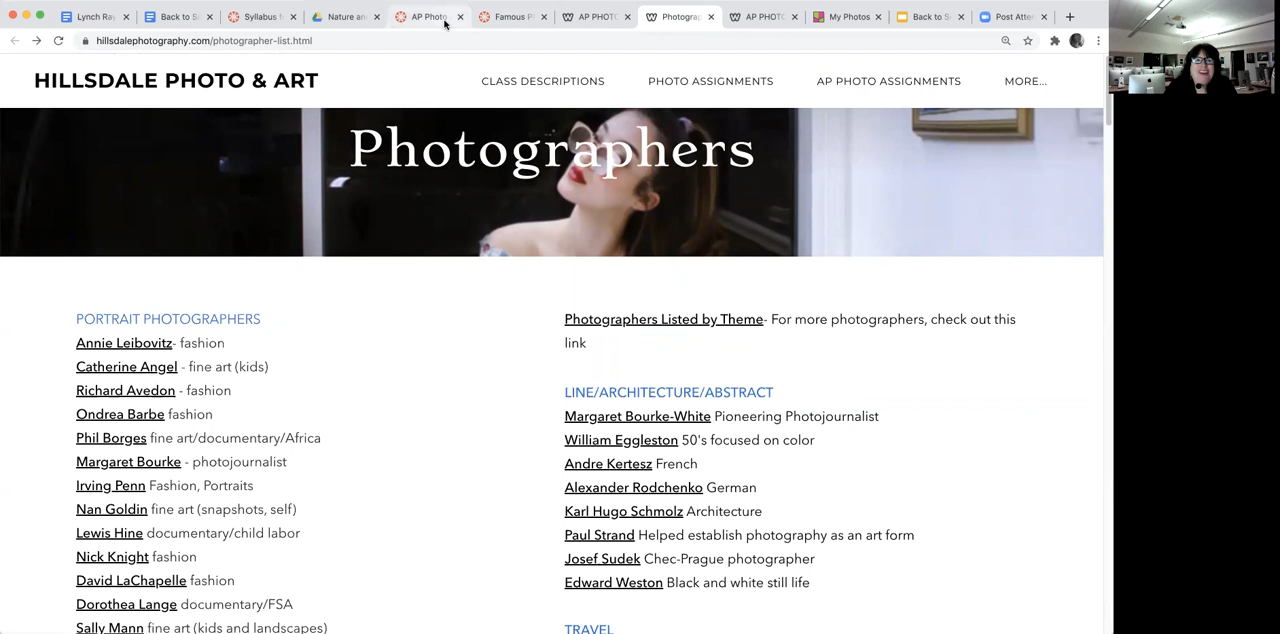 Lynch Ray
Back to S
Syllabus f
Nature and
AP Photo
Famous P
AP PHOTO
Photograp
AP PHOTO
My Photos
Back to S
Post Atte
hillsdalephotography.com/photographer-list.html
HILLSDALE PHOTO & ART
CLASS DESCRIPTIONS
PHOTO ASSIGNMENTS
AP PHOTO ASSIGNMENTS
MORE...
Photographers
PORTRAIT PHOTOGRAPHERS
Annie Leibovitz- fashion
Catherine Angel - fine art (kids)
Richard Avedon - fashion
Ondrea Barbe fashion
Phil Borges fine art/documentary/Africa
Margaret Bourke - photojournalist
Irving Penn Fashion, Portraits
Nan Goldin fine art (snapshots, self)
Lewis Hine documentary/child labor
Nick Knight fashion
David LaChapelle fashion
Dorothea Lange documentary/FSA
Sally Mann fine art (kids and landscapes)
Photographers Listed by Theme- For more photographers, check out this
link
LINE/ARCHITECTURE/ABSTRACT
Margaret Bourke-White Pioneering Photojournalist
William Eggleston 50's focused on color
Andre Kertesz French
Alexander Rodchenko German
Karl Hugo Schmolz Architecture
Paul Strand Helped establish photography as an art form
Josef Sudek Chec-Prague photographer
Edward Weston Black and white still life
TRAVEL